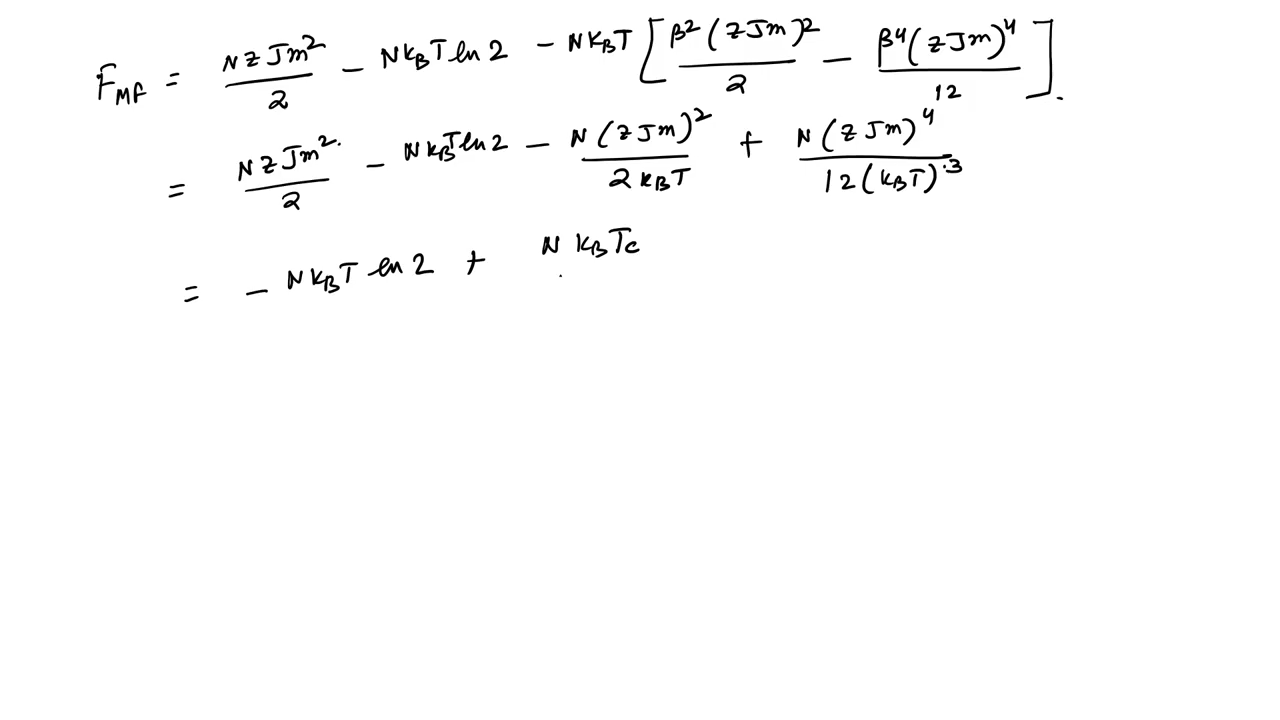 F_MF = NZJm²/2 − Nk_BT ln 2 − Nk_BT [ β²(ZJm)²/2 − β⁴(ZJm)⁴/12 ].
= NZJm²/2 − Nk_BT ln 2 − N(ZJm)²/2k_BT + N(ZJm)⁴/12(k_BT)³
= − Nk_BT ln 2 + Nk_BTc